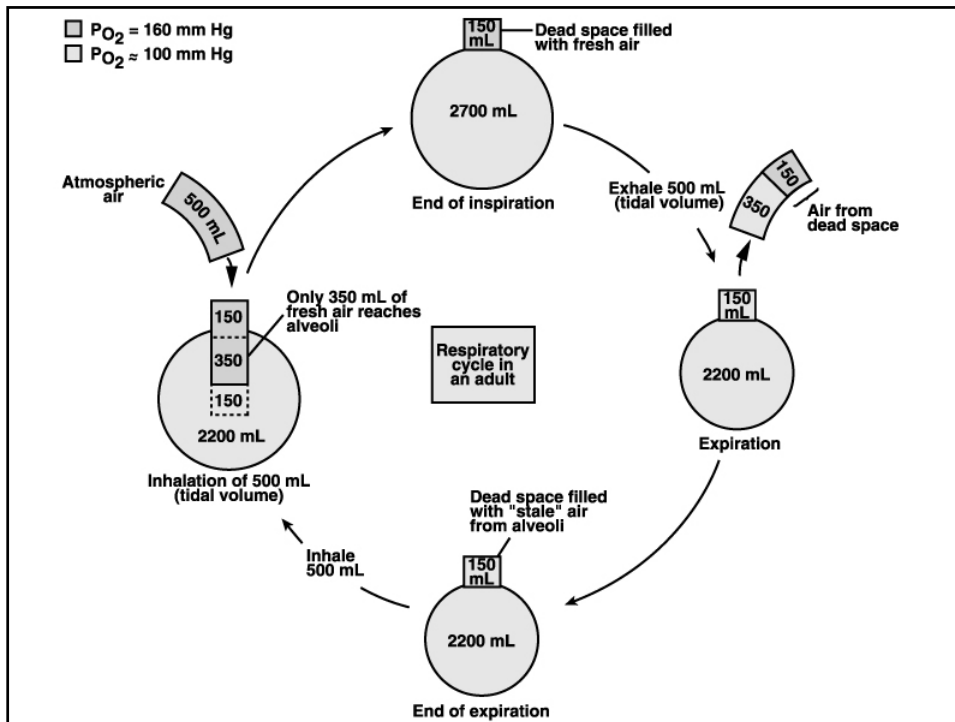 P O2 = 160 mm Hg
P O2 ≈ 100 mm Hg
150
mL
Dead space filled
with fresh air
2700 mL
End of inspiration
Atmospheric
air
500 mL
Exhale 500 mL
(tidal volume)
150
350
Air from
dead space
Only 350 mL of
fresh air reaches
alveoli
150
350
150
2200 mL
Inhalation of 500 mL
(tidal volume)
Respiratory
cycle in
an adult
150
mL
2200 mL
Expiration
Dead space filled
with "stale" air
from alveoli
Inhale
500 mL
150
mL
2200 mL
End of expiration